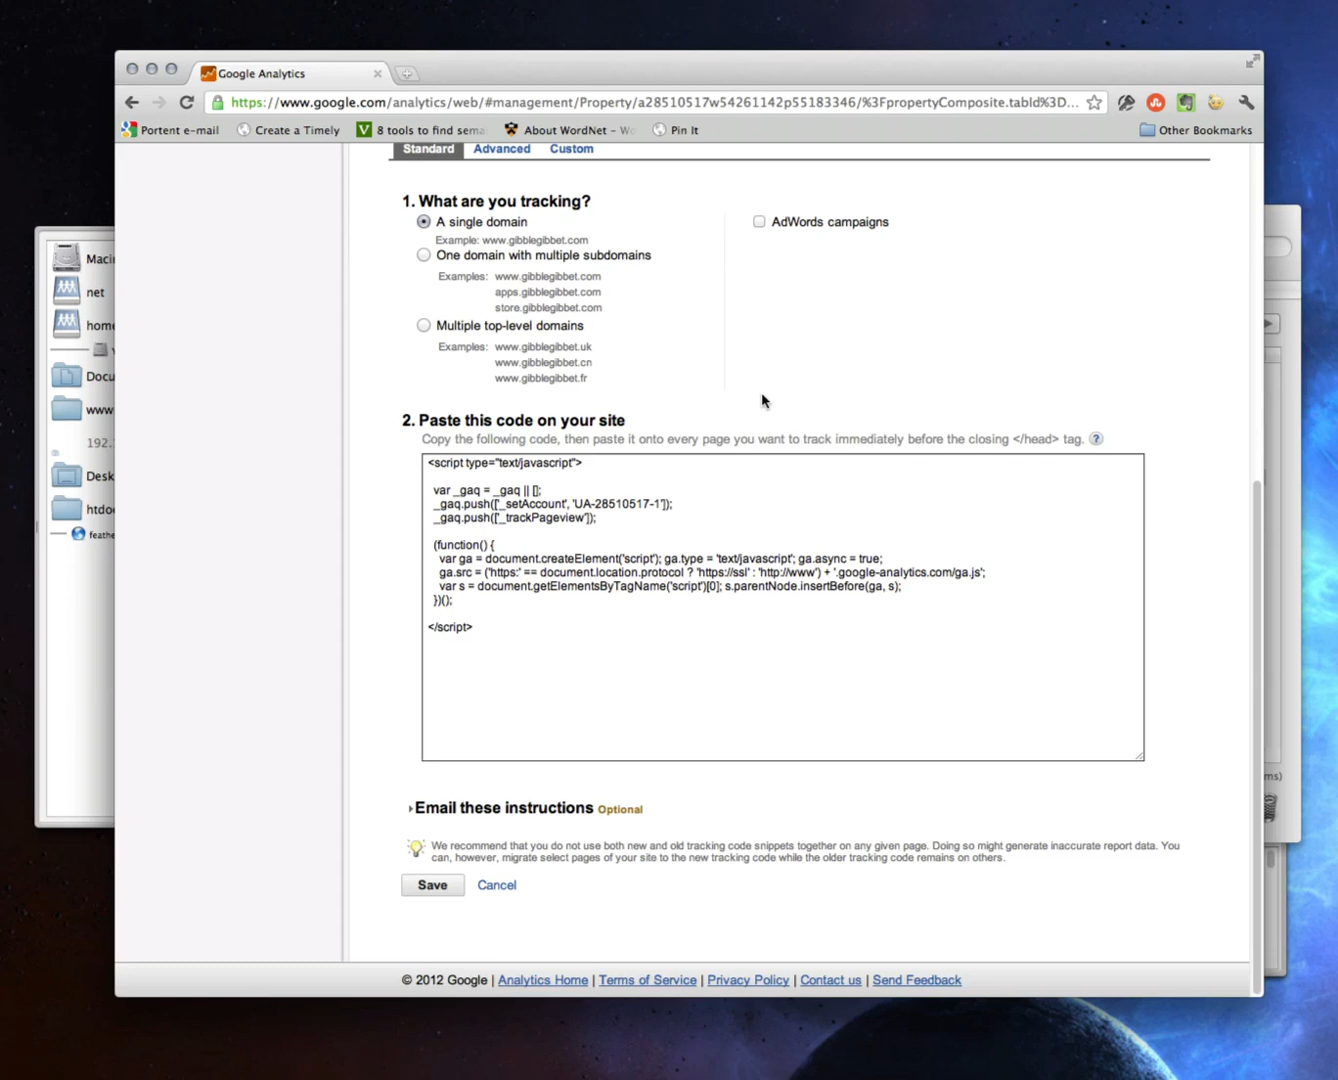 Google Analytics
https://www.google.com/analytics/web/#management/Property/a28510517w54261142p55183346/%3FpropertyComposite.tabId%3D...
Portent e-mail
Create a Timely
8 tools to find sema
About WordNet - Wo
Pin It
Other Bookmarks
Standard Advanced Custom
1. What are you tracking?
A single domain
Example: www.gibblegibbet.com
One domain with multiple subdomains
Examples: www.gibblegibbet.com
apps.gibblegibbet.com
store.gibblegibbet.com
Multiple top-level domains
Examples: www.gibblegibbet.uk
www.gibblegibbet.cn
www.gibblegibbet.fr
AdWords campaigns
2. Paste this code on your site
Copy the following code, then paste it onto every page you want to track immediately before the closing </head> tag. ?
<script type="text/javascript">
var _gaq = _gaq || [];
_gaq.push(['_setAccount', 'UA-28510517-1']);
_gaq.push(['_trackPageview']);
(function() {
var ga = document.createElement('script'); ga.type = 'text/javascript'; ga.async = true;
ga.src = ('https:' == document.location.protocol ? 'https://ssl' : 'http://www') + '.google-analytics.com/ga.js';
var s = document.getElementsByTagName('script')[0]; s.parentNode.insertBefore(ga, s);
})();
</script>
Email these instructions Optional
We recommend that you do not use both new and old tracking code snippets together on any given page. Doing so might generate inaccurate report data. You
can, however, migrate select pages of your site to the new tracking code while the older tracking code remains on others.
Save Cancel
© 2012 Google | Analytics Home | Terms of Service | Privacy Policy | Contact us | Send Feedback
Macin
net
home
Docu
www
192.
Desk
htdoc
feathe
ms)